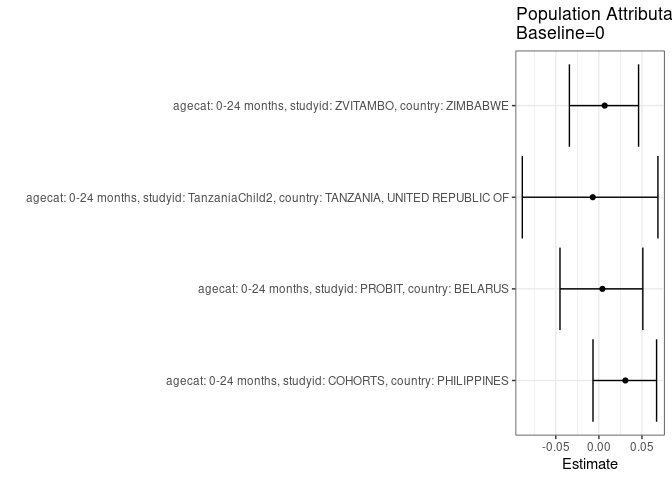 Population Attributa
Baseline=0
agecat: 0-24 months, studyid: ZVITAMBO, country: ZIMBABWE
agecat: 0-24 months, studyid: TanzaniaChild2, country: TANZANIA, UNITED REPUBLIC OF
agecat: 0-24 months, studyid: PROBIT, country: BELARUS
agecat: 0-24 months, studyid: COHORTS, country: PHILIPPINES
-0.05 0.00 0.05
Estimate